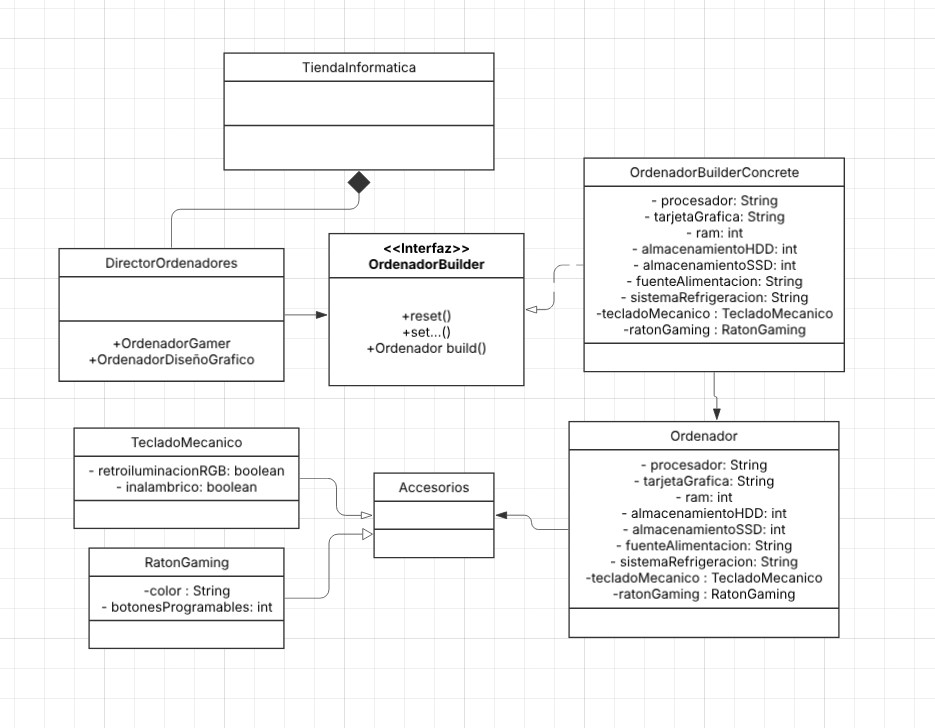 TiendaInformatica
OrdenadorBuilderConcrete
- procesador: String
- tarjetaGrafica: String
- ram: int
- almacenamientoHDD: int
- almacenamientoSSD: int
- fuenteAlimentacion: String
- sistemaRefrigeracion: String
-tecladoMecanico : TecladoMecanico
-ratonGaming : RatonGaming
DirectorOrdenadores
+OrdenadorGamer
+OrdenadorDiseñoGrafico
<<Interfaz>>
OrdenadorBuilder
+reset()
+set...()
+Ordenador build()
TecladoMecanico
- retroiluminacionRGB: boolean
- inalambrico: boolean
Accesorios
Ordenador
- procesador: String
- tarjetaGrafica: String
- ram: int
- almacenamientoHDD: int
- almacenamientoSSD: int
- fuenteAlimentacion: String
- sistemaRefrigeracion: String
-tecladoMecanico : TecladoMecanico
-ratonGaming : RatonGaming
RatonGaming
-color : String
- botonesProgramables: int